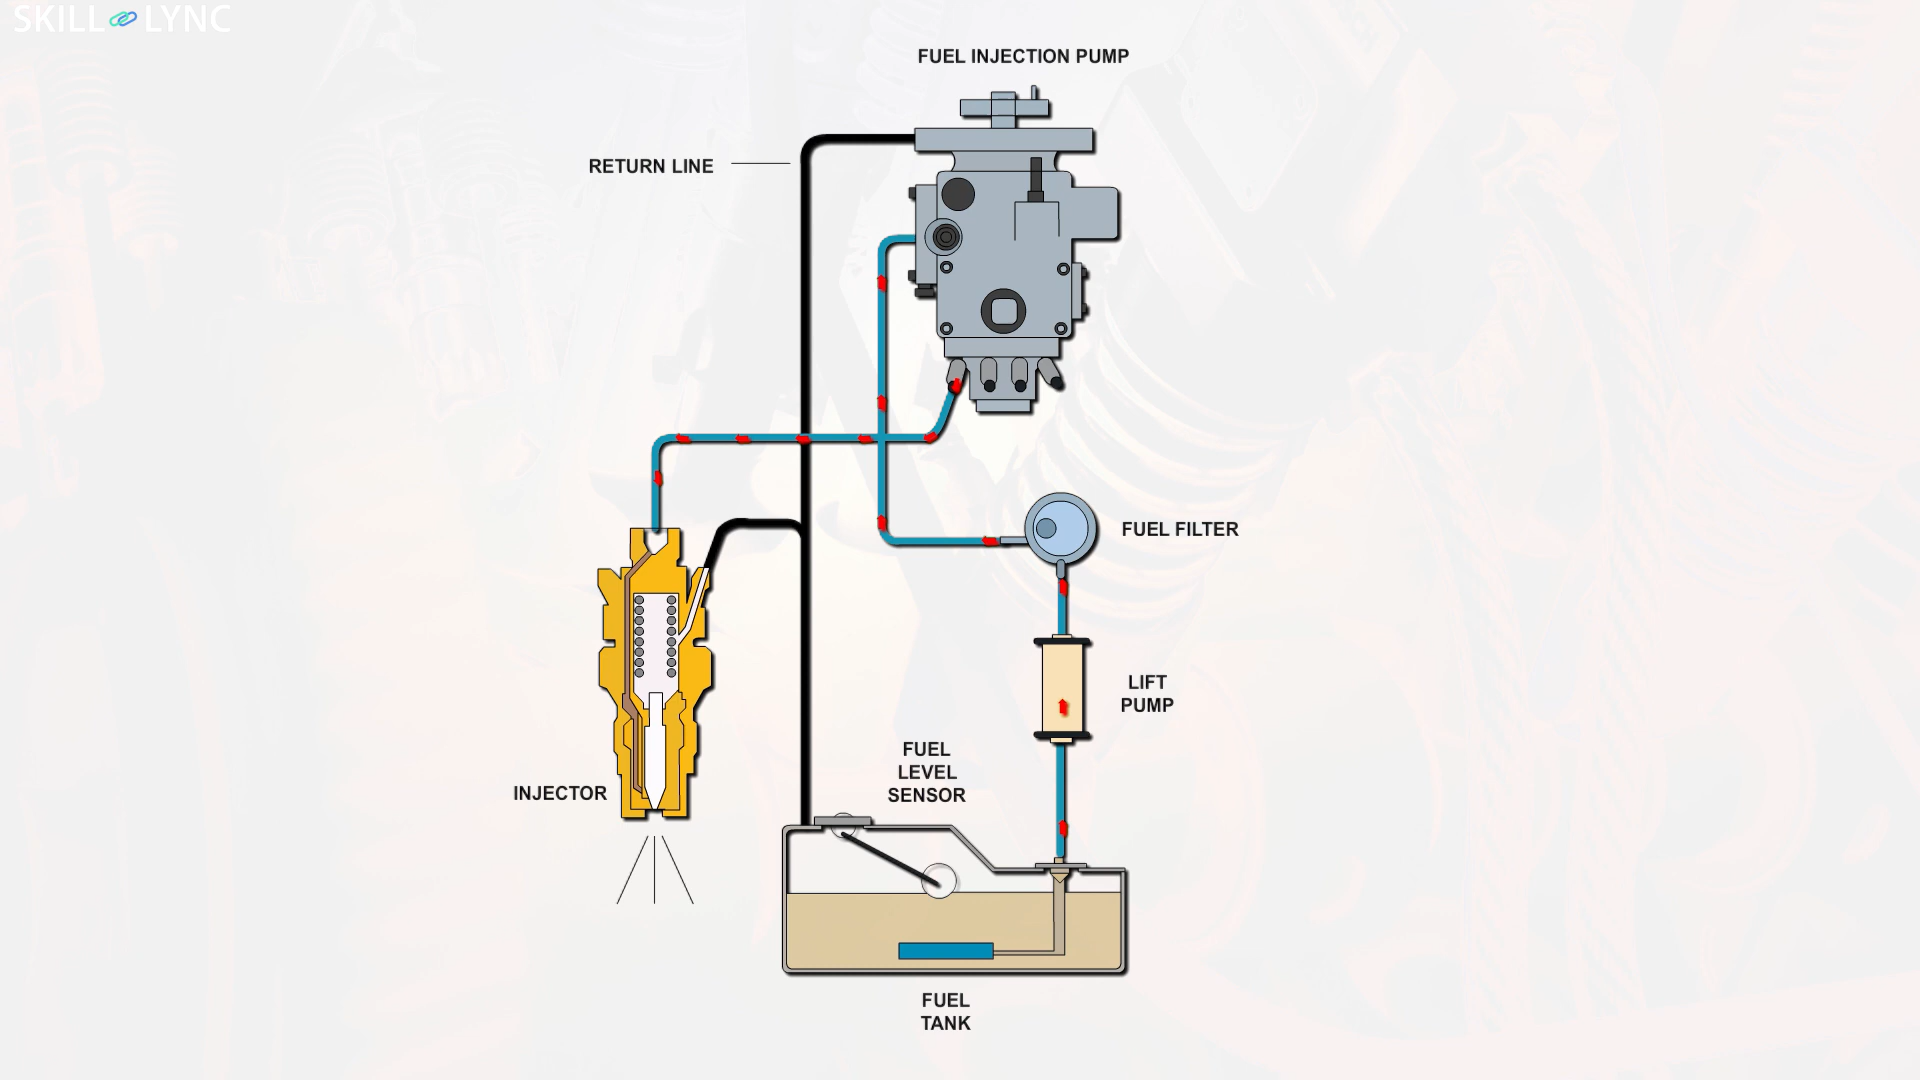 SKILL LYNC
FUEL INJECTION PUMP
RETURN LINE
FUEL FILTER
LIFT
PUMP
FUEL
LEVEL
SENSOR
INJECTOR
FUEL
TANK